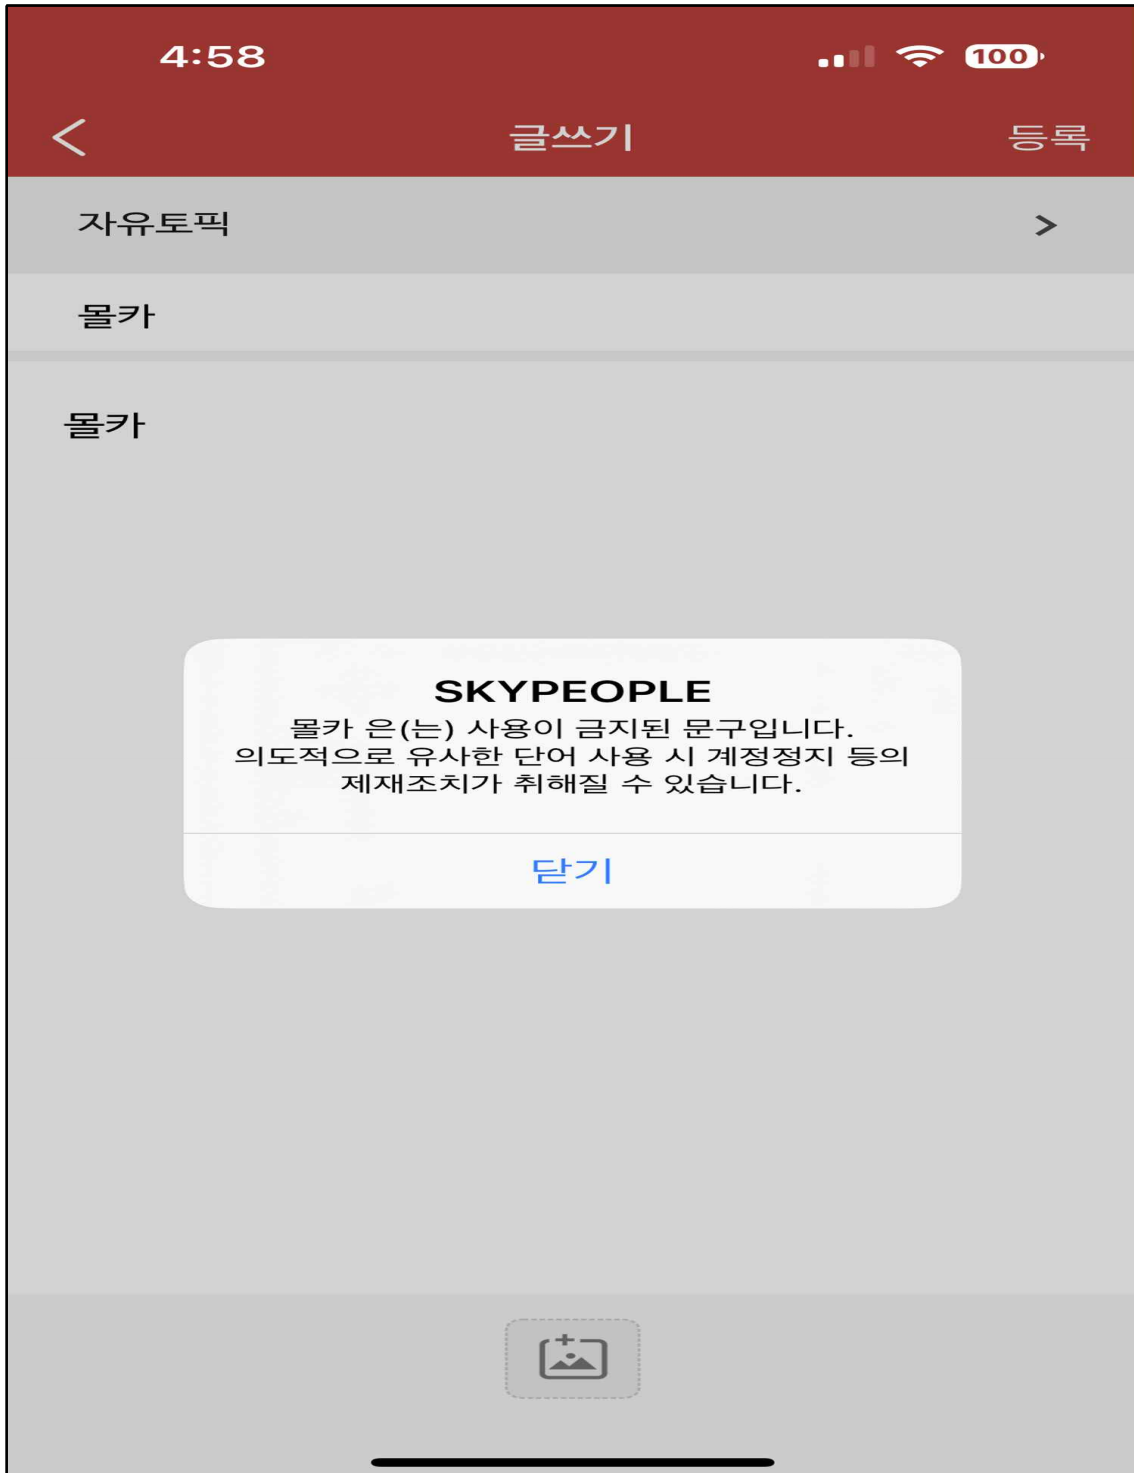 4:58
100
글쓰기
등록
자유토픽
몰카
몰카
SKYPEOPLE
몰카 은(는) 사용이 금지된 문구입니다.
의도적으로 유사한 단어 사용 시 계정정지 등의
제재조치가 취해질 수 있습니다.
닫기